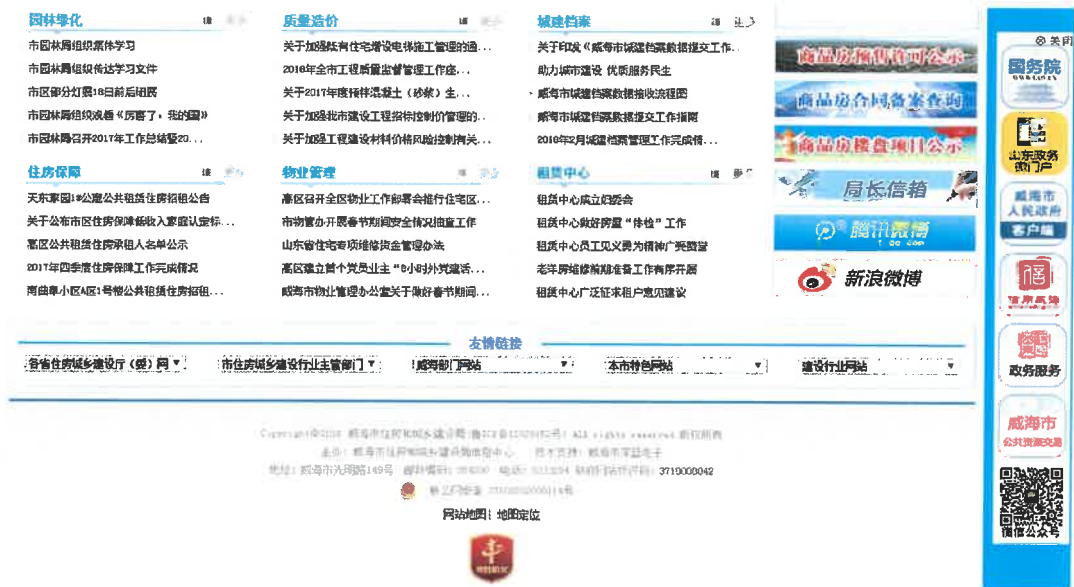 园林绿化
市园林局组织集体学习
市园林局组织传达学习文件
市区部分灯展18日前后组展
市园林局组织观看《厉害了，我的国》
市园林局召开2017年工作总结暨20...
质量造价
关于加强既有住宅增设电梯施工管理的通...
2018年全市工程质量监督管理工作座...
关于2017年度预拌混凝土（砂浆）生...
关于加强我市建设工程招标控制价管理的...
关于加强工程建设材料价格风险控制有关...
城建档案
关于印发《威海市城建档案数据提交工作..
助力城市建设 优质服务民生
威海市城建档案数据接收流程图
威海市城建档案数据提交工作指南
2018年2月城建档案管理工作完成情...
住房保障
天东家园1#公寓公共租赁住房招租公告
关于公布市区住房保障低收入家庭认定标...
高区公共租赁住房承租人名单公示
2017年四季度住房保障工作完成情况
南曲阜小区A区1号楼公共租赁住房招租...
物业管理
高区召开全区物业工作部署会推行住宅区...
市物管办开展春节期间安全情况抽查工作
山东省住宅专项维修资金管理办法
高区建立首个党员业主“8小时外党建活...
威海市物业管理办公室关于做好春节期间...
租赁中心
租赁中心成立妇委会
租赁中心做好房屋“体检”工作
租赁中心员工见义勇为精神广受赞誉
老洋房维修前期准备工作有序开展
租赁中心广泛征求租户意见建议
商品房预售许可公示
商品房合同备案查询
商品房楼盘项目公示
局长信箱
腾讯微博
新浪微博
关闭
国务院
山东政务
微门户
威海市
人民政府
客户端
信
政务服务
威海市
公共资源交易
微信公众号
友情链接
各省住房城乡建设厅（委）网 ▼
市住房城乡建设行业主管部门 ▼
威海部门网站 ▼
本市特色网站 ▼
建设行业网站 ▼
地址：威海市光明路149号
3710000042
网站地图| 地图定位